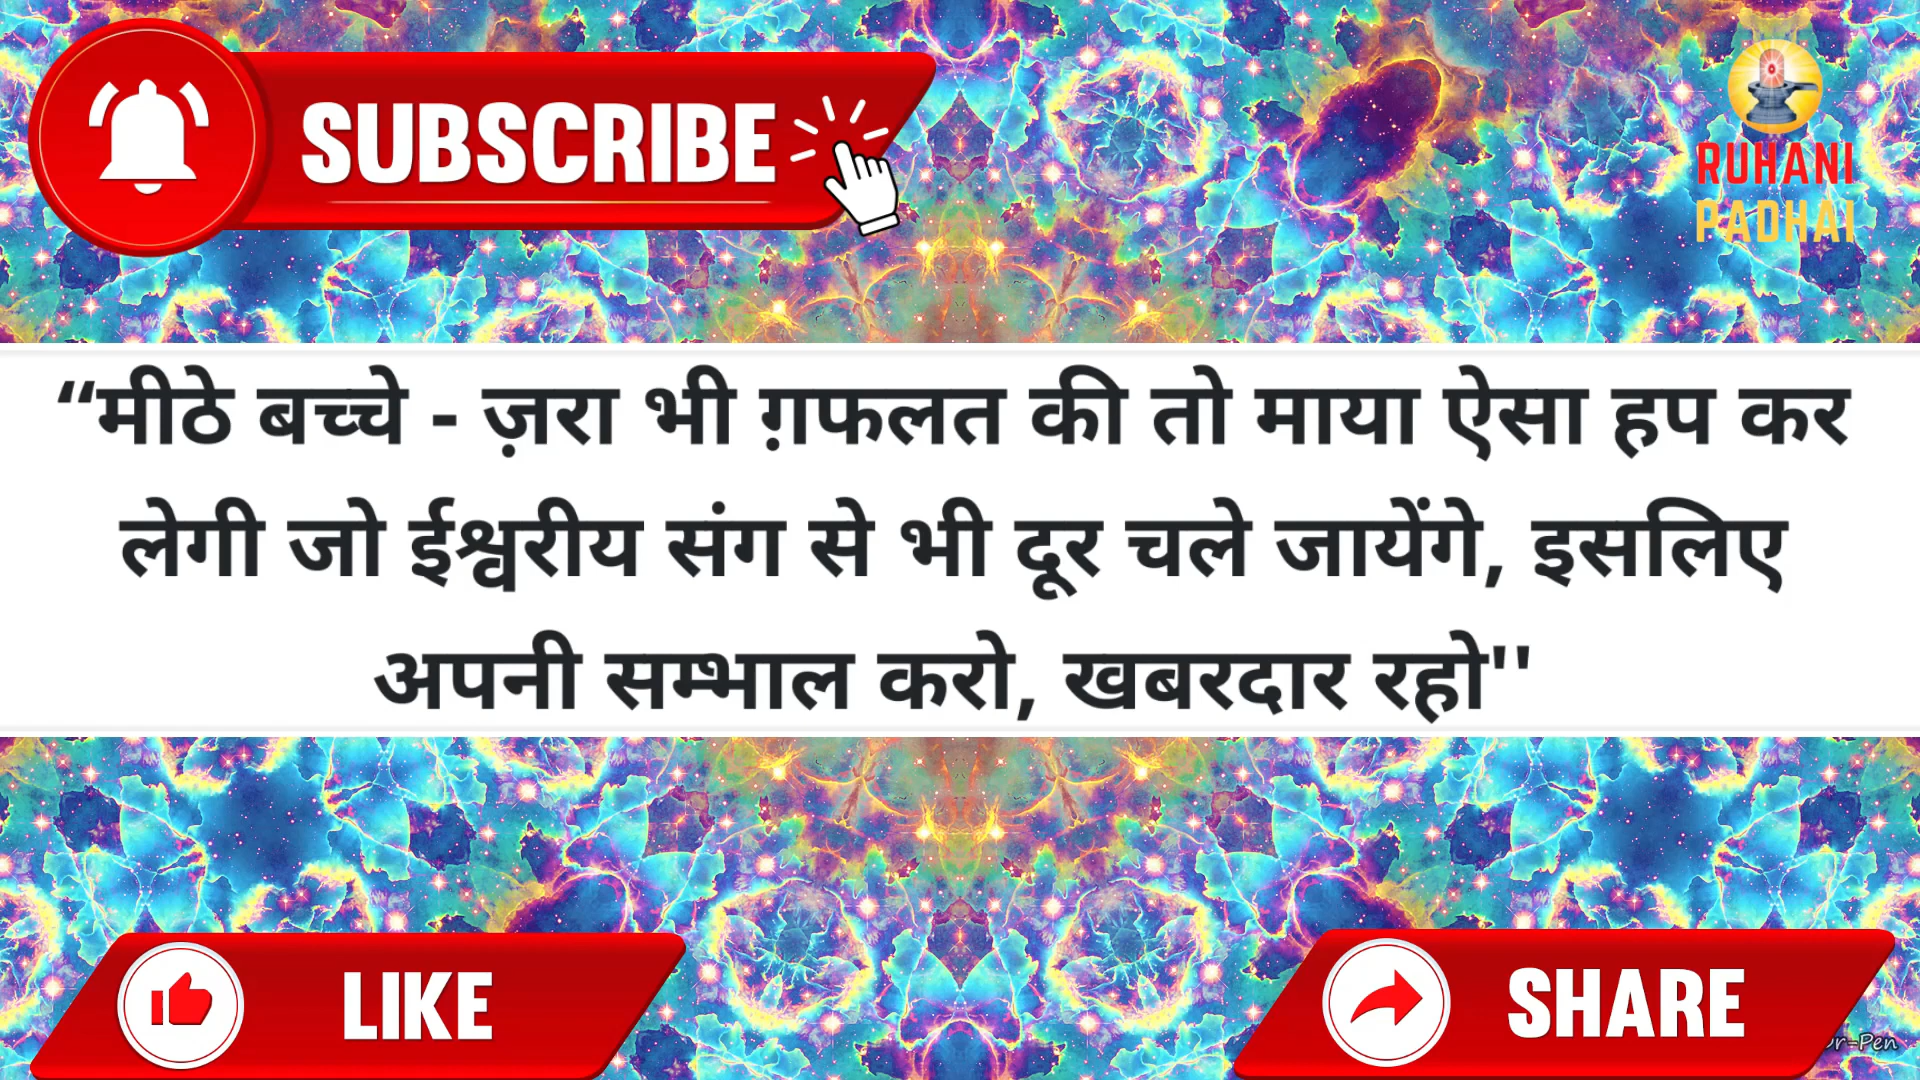 SUBSCRIBE
RUHANI
PADHAI
“मीठे बच्चे - ज़रा भी ग़फलत की तो माया ऐसा हप कर
लेगी जो ईश्वरीय संग से भी दूर चले जायेंगे, इसलिए
अपनी सम्भाल करो, खबरदार रहो''
LIKE
SHARE